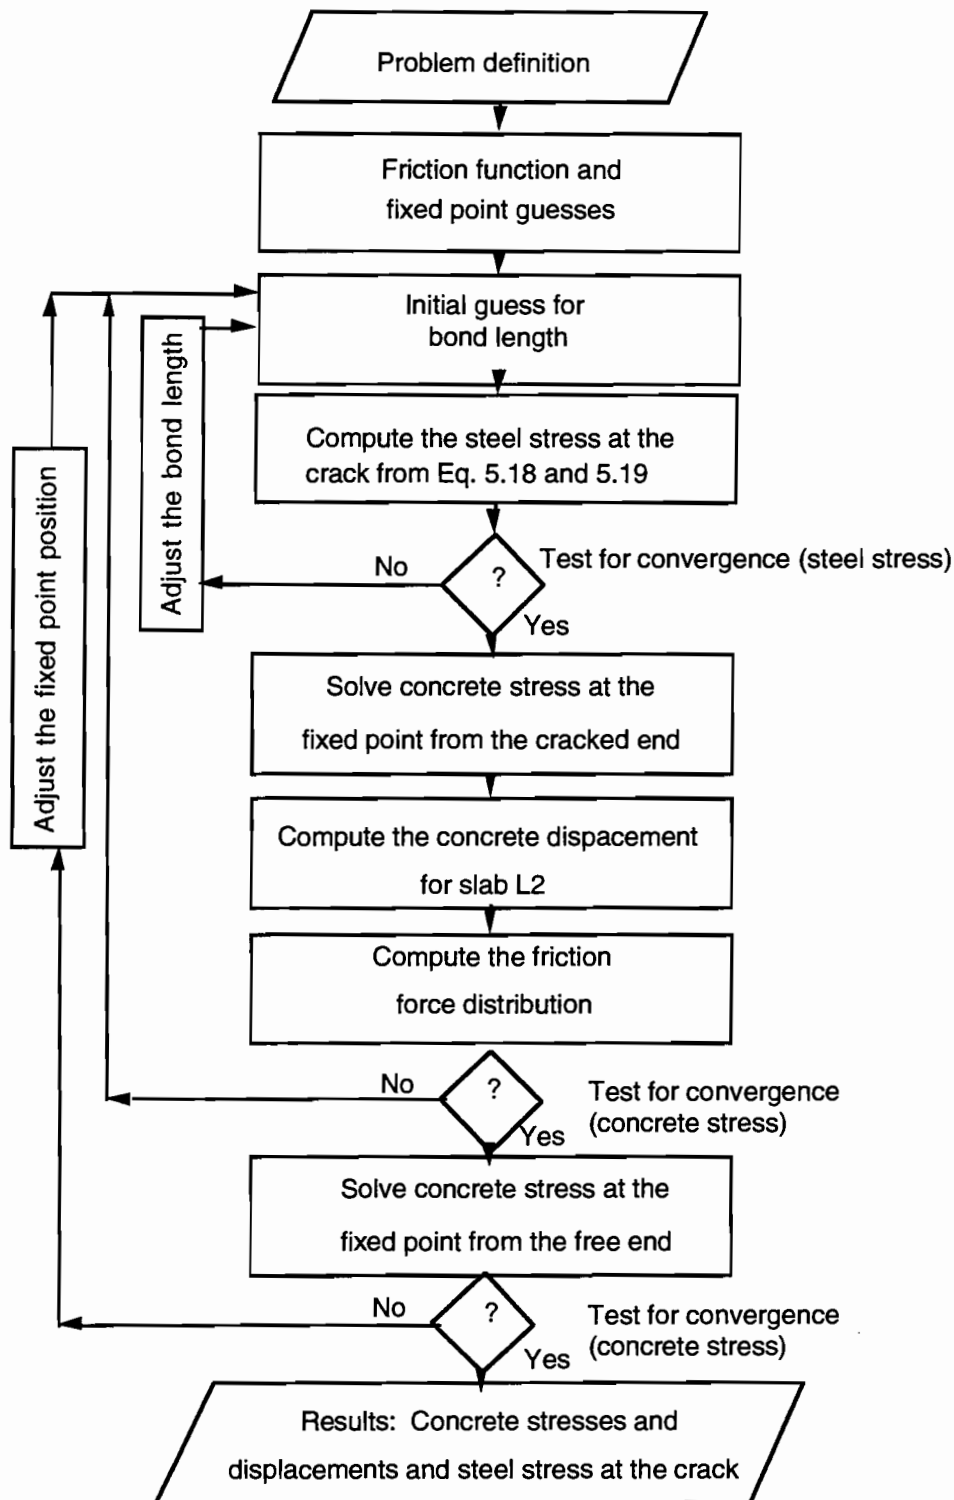 Problem definition
Friction function and
fixed point guesses
Initial guess for
bond length
Adjust the bond length
Compute the steel stress at the
crack from Eq. 5.18 and 5.19
Adjust the fixed point position
No
?
Test for convergence (steel stress)
Yes
Solve concrete stress at the
fixed point from the cracked end
Compute the concrete dispacement
for slab L2
Compute the friction
force distribution
No
?
Test for convergence
(concrete stress)
Yes
Solve concrete stress at the
fixed point from the free end
No
?
Test for convergence
(concrete stress)
Yes
Results: Concrete stresses and
displacements and steel stress at the crack